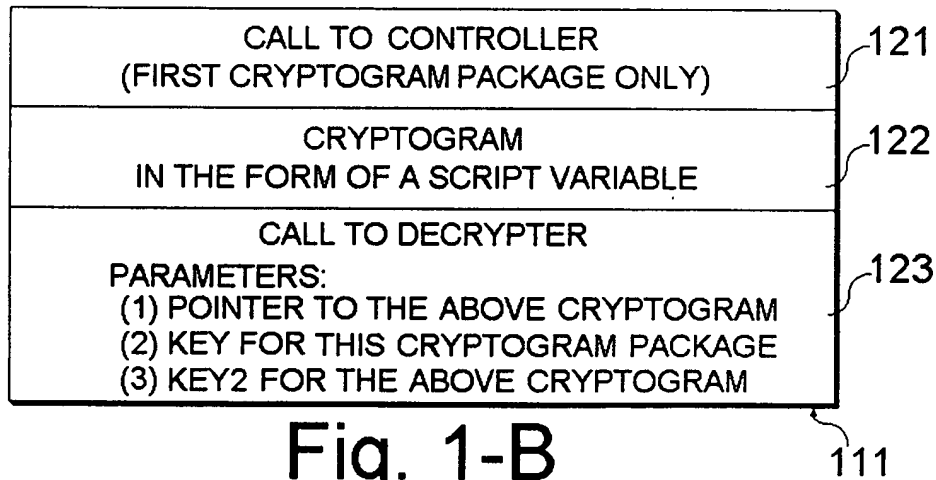 CALL TO CONTROLLER
(FIRST CRYPTOGRAM PACKAGE ONLY)
121
CRYPTOGRAM
IN THE FORM OF A SCRIPT VARIABLE
122
CALL TO DECRYPTER
PARAMETERS:
(1) POINTER TO THE ABOVE CRYPTOGRAM
(2) KEY FOR THIS CRYPTOGRAM PACKAGE
(3) KEY2 FOR THE ABOVE CRYPTOGRAM
123
Fig. 1-B
111